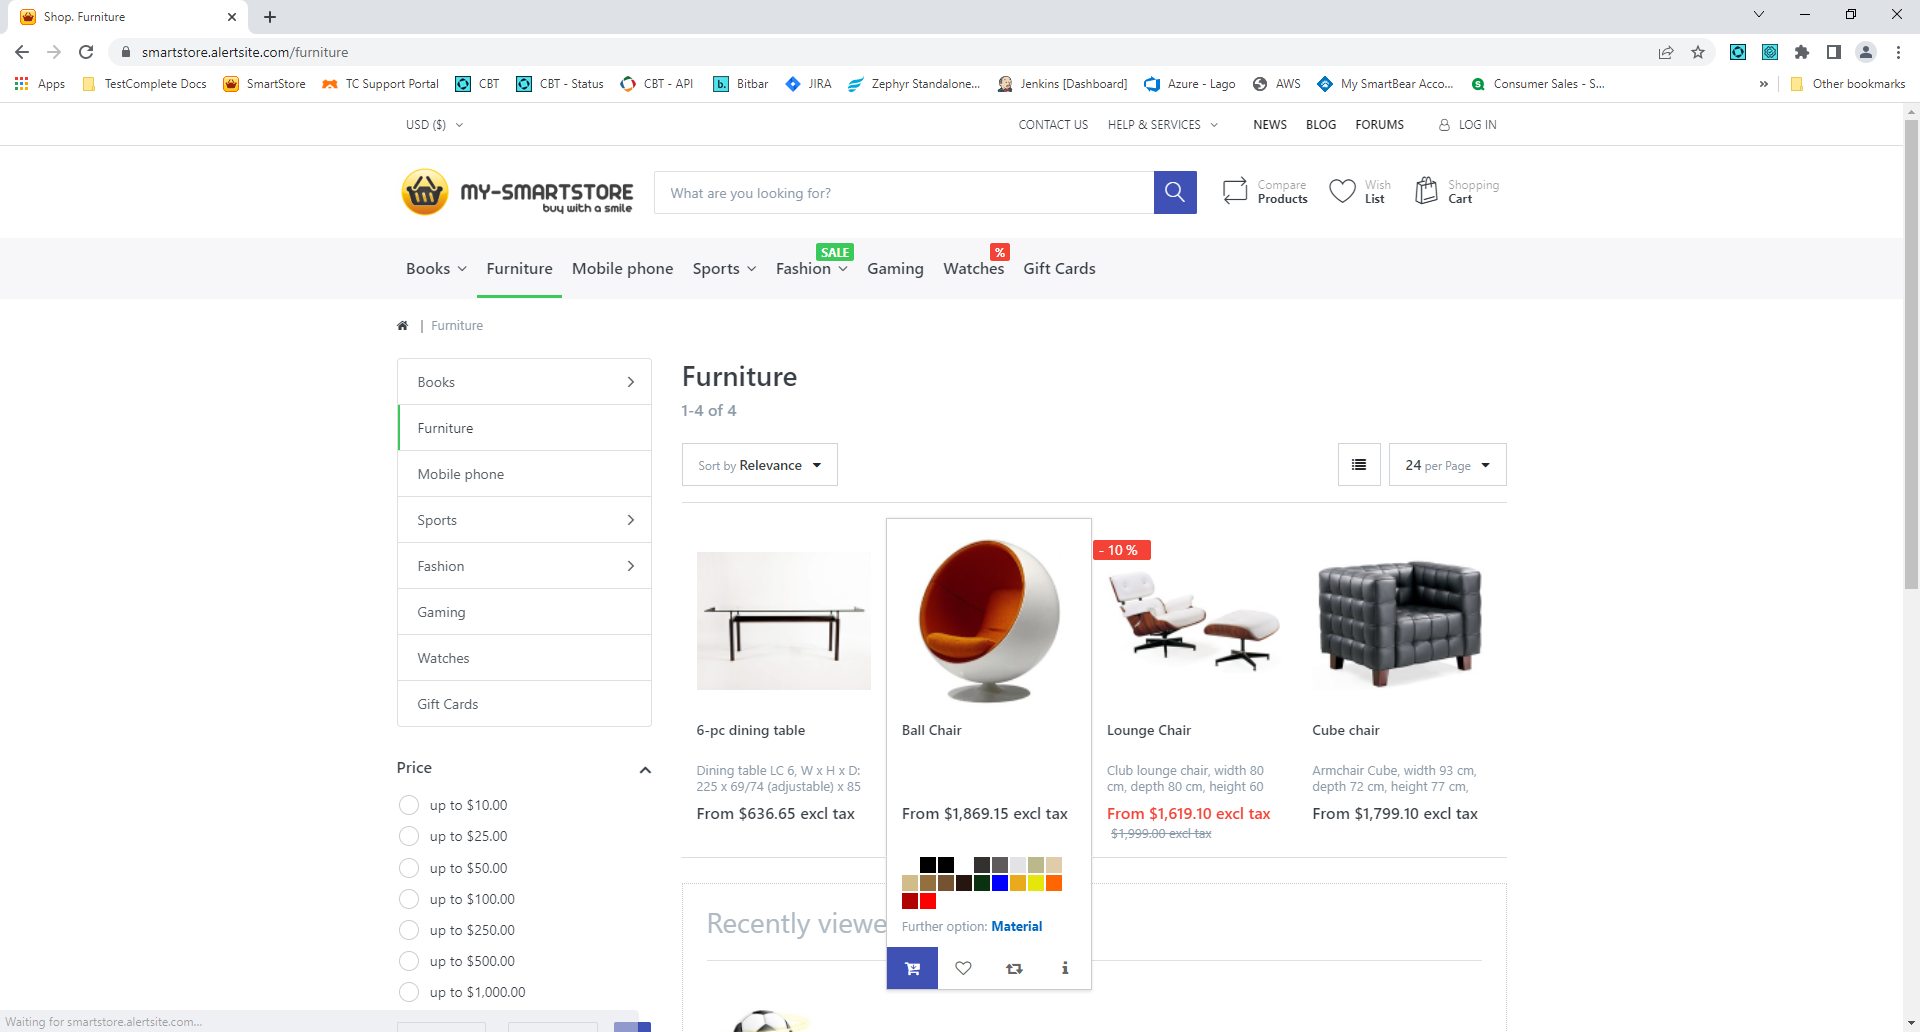 Shop. Furniture
smartstore.alertsite.com/furniture
Apps TestComplete Docs SmartStore TC Support Portal CBT CBT - Status CBT - API b. Bitbar JIRA Zephyr Standalone... Jenkins [Dashboard] Azure - Lago AWS My SmartBear Acco... Consumer Sales - S... » Other bookmarks
USD ($) CONTACT US HELP & SERVICES NEWS BLOG FORUMS LOG IN
MY-SMARTSTORE
buy with a smile
What are you looking for?
Compare
Products
Wish
List
Shopping
Cart
SALE %
Books Furniture Mobile phone Sports Fashion Gaming Watches Gift Cards
| Furniture
Books
Furniture
Mobile phone
Sports
Fashion
Gaming
Watches
Gift Cards
Price
up to $10.00
up to $25.00
up to $50.00
up to $100.00
up to $250.00
up to $500.00
up to $1,000.00
Furniture
1-4 of 4
Sort by Relevance
24 per Page
6-pc dining table
Dining table LC 6, W x H x D:
225 x 69/74 (adjustable) x 85
From $636.65 excl tax
Ball Chair
From $1,869.15 excl tax
Further option: Material
- 10 %
Lounge Chair
Club lounge chair, width 80
cm, depth 80 cm, height 60
From $1,619.10 excl tax
$1,999.00 excl tax
Cube chair
Armchair Cube, width 93 cm,
depth 72 cm, height 77 cm,
From $1,799.10 excl tax
Recently viewe
Waiting for smartstore.alertsite.com...